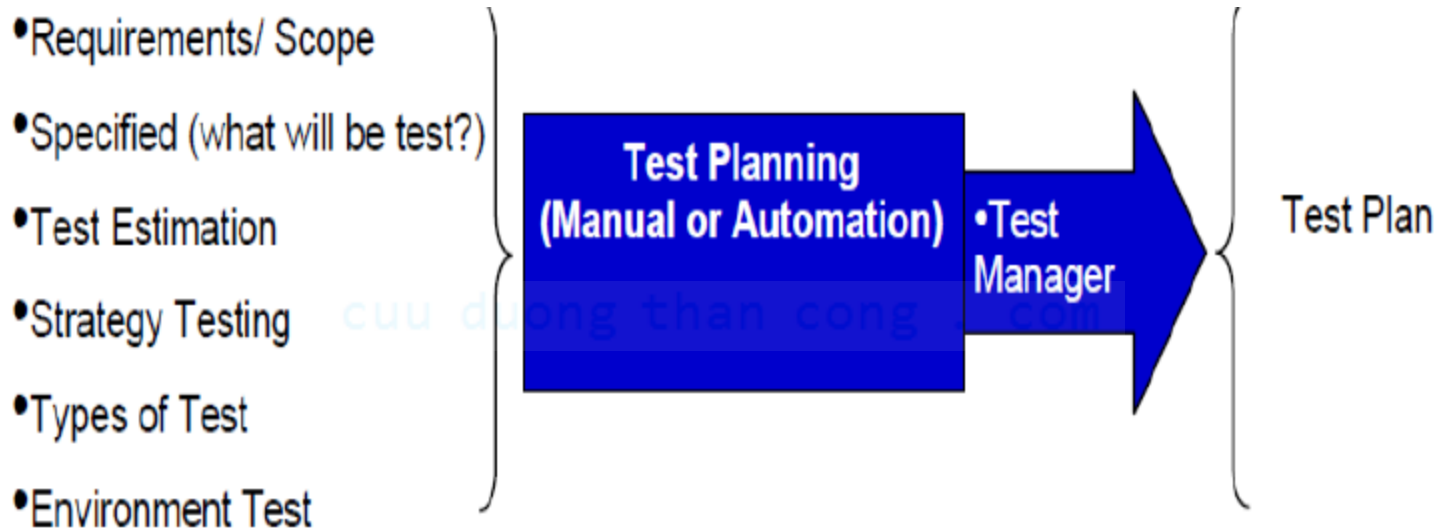 •Requirements/ Scope
•Specified (what will be test?)
•Test Estimation
•Strategy Testing
•Types of Test
•Environment Test
Test Planning
(Manual or Automation)
•Test
Manager
Test Plan
cuu duong than cong . com